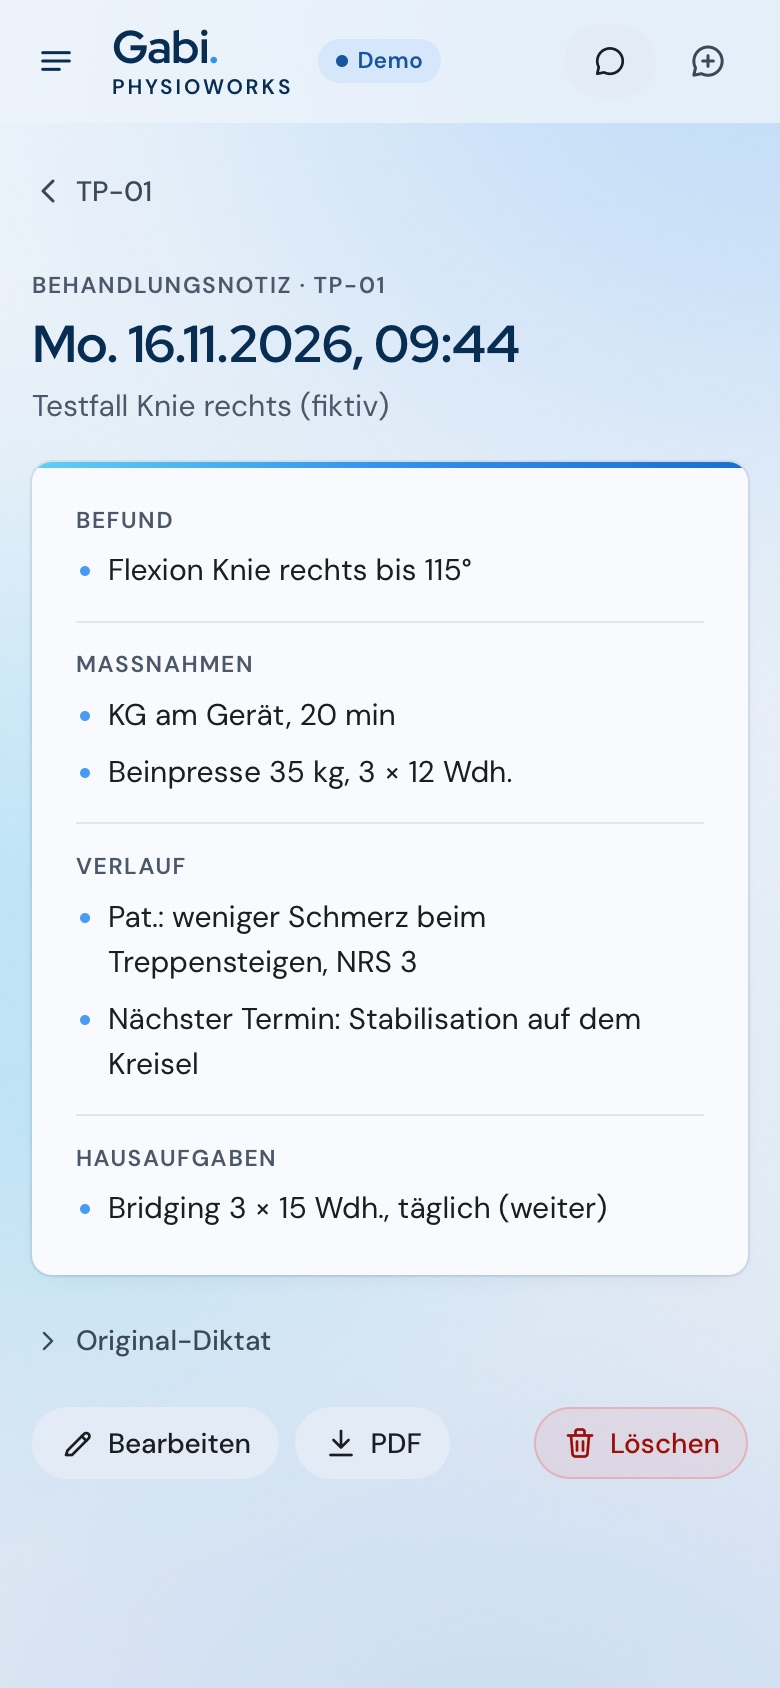 Gabi.
PHYSIOWORKS
Demo
TP-01
BEHANDLUNGSNOTIZ · TP-01
Mo. 16.11.2026, 09:44
Testfall Knie rechts (fiktiv)
BEFUND
• Flexion Knie rechts bis 115°
MASSNAHMEN
• KG am Gerät, 20 min
• Beinpresse 35 kg, 3 × 12 Wdh.
VERLAUF
• Pat.: weniger Schmerz beim
Treppensteigen, NRS 3
• Nächster Termin: Stabilisation auf dem
Kreisel
HAUSAUFGABEN
• Bridging 3 × 15 Wdh., täglich (weiter)
Original-Diktat
Bearbeiten
PDF
Löschen